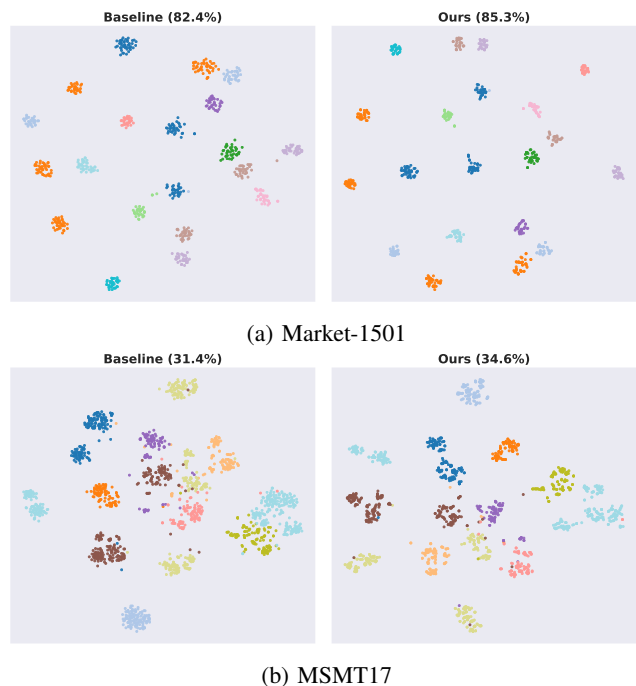 Baseline (82.4%)
Ours (85.3%)
(a) Market-1501
Baseline (31.4%)
Ours (34.6%)
(b) MSMT17